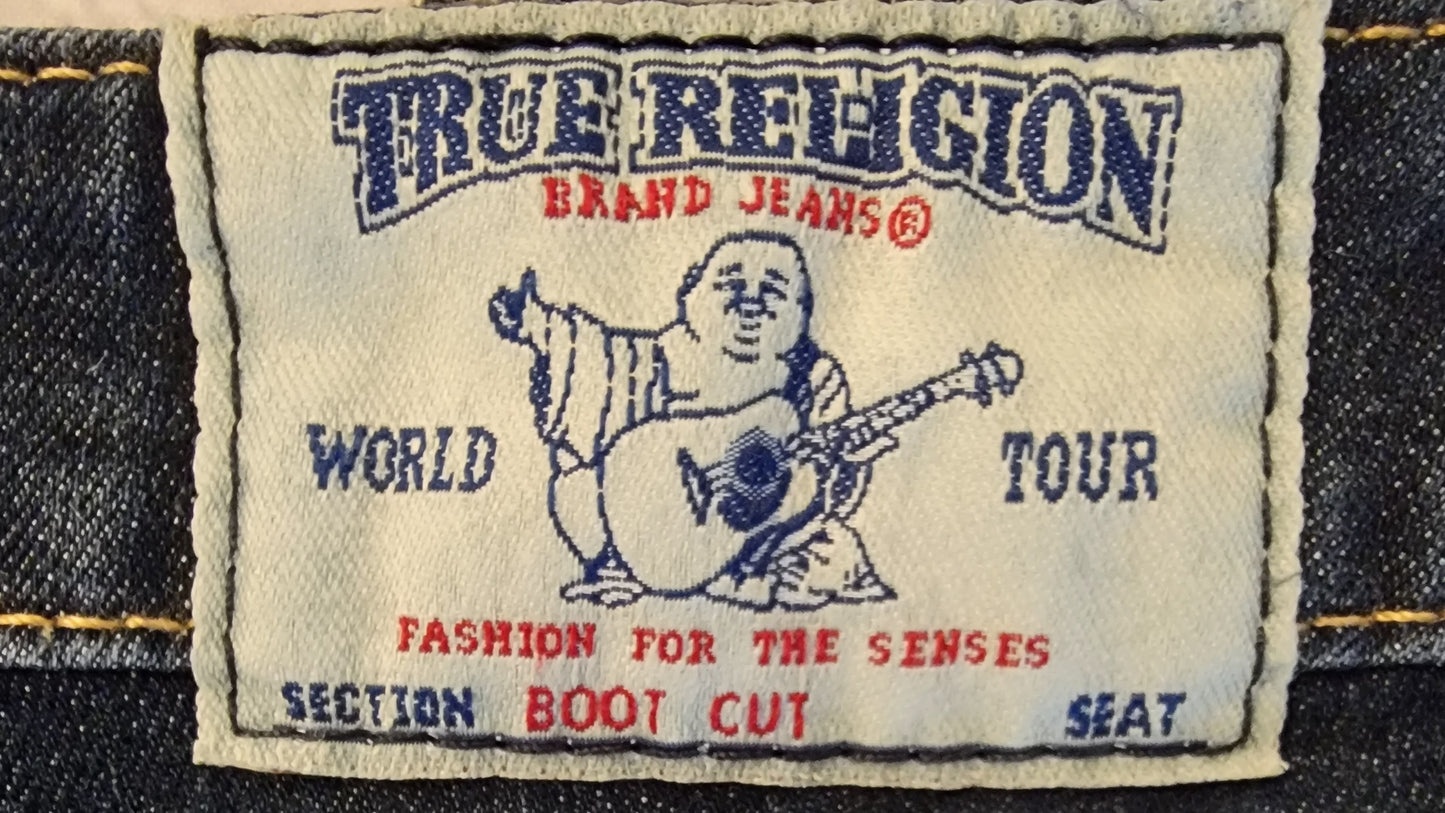 TRUE RELIGION
BRAND JEANS®
WORLD TOUR
FASHION FOR THE SENSES
SECTION BOOT CUT SEAT